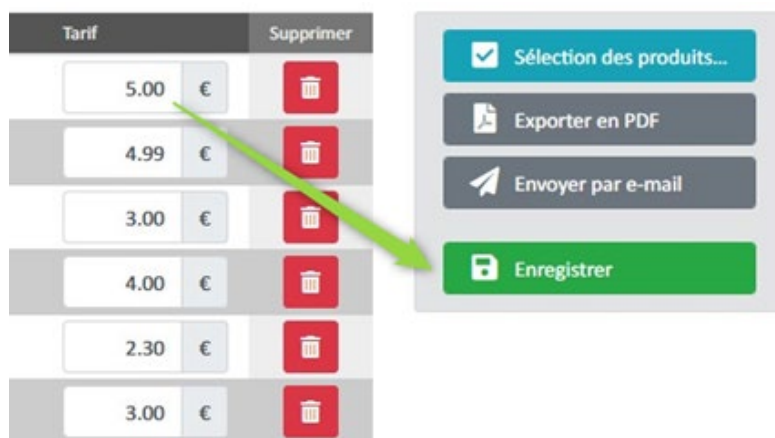 Tarif Supprimer
5.00 €
4.99 €
3.00 €
4.00 €
2.30 €
3.00 €
Sélection des produits...
Exporter en PDF
Envoyer par e-mail
Enregistrer